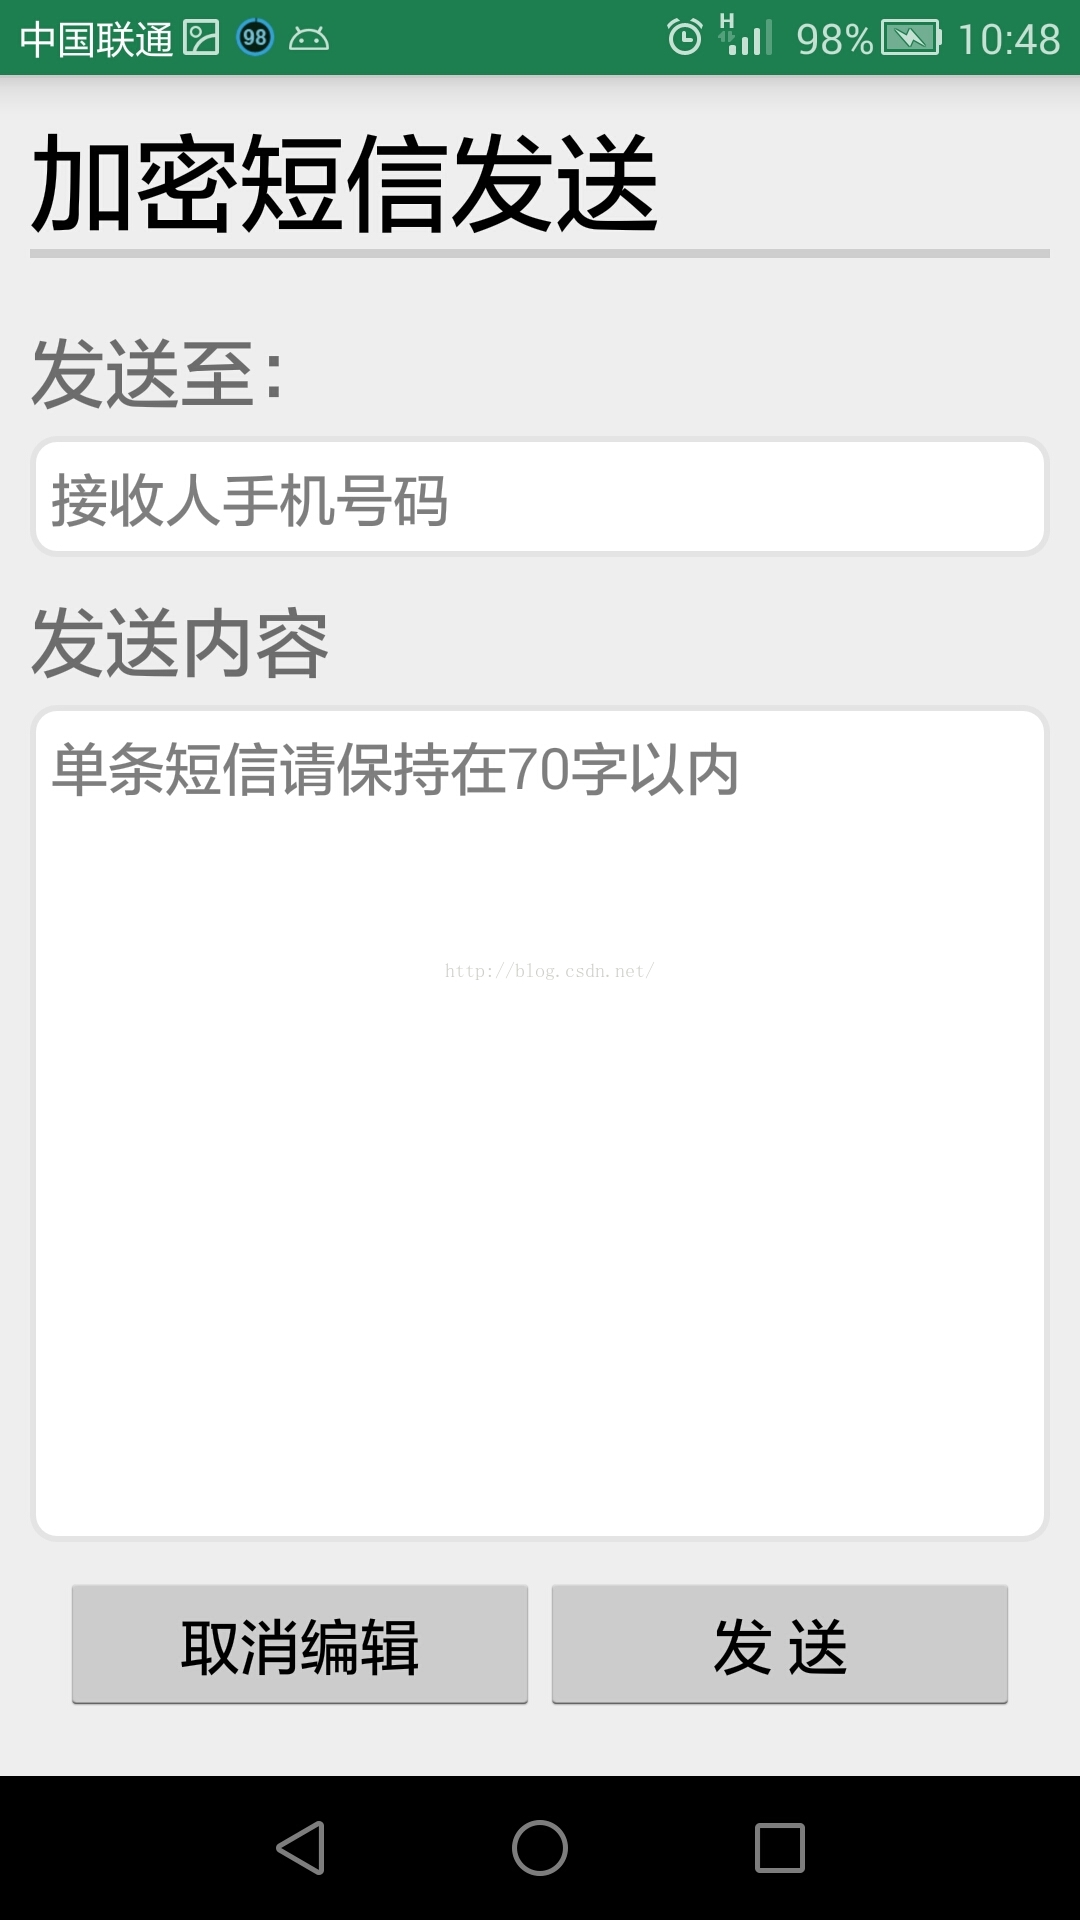 中国联通 98 H 98% 10:48
加密短信发送
发送至：
接收人手机号码
发送内容
单条短信请保持在70字以内
http://blog.csdn.net/
取消编辑 发 送